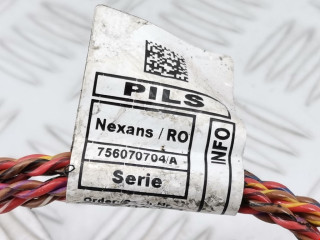 PILS
Nexans / RO
756070704/A
Serie
INFO